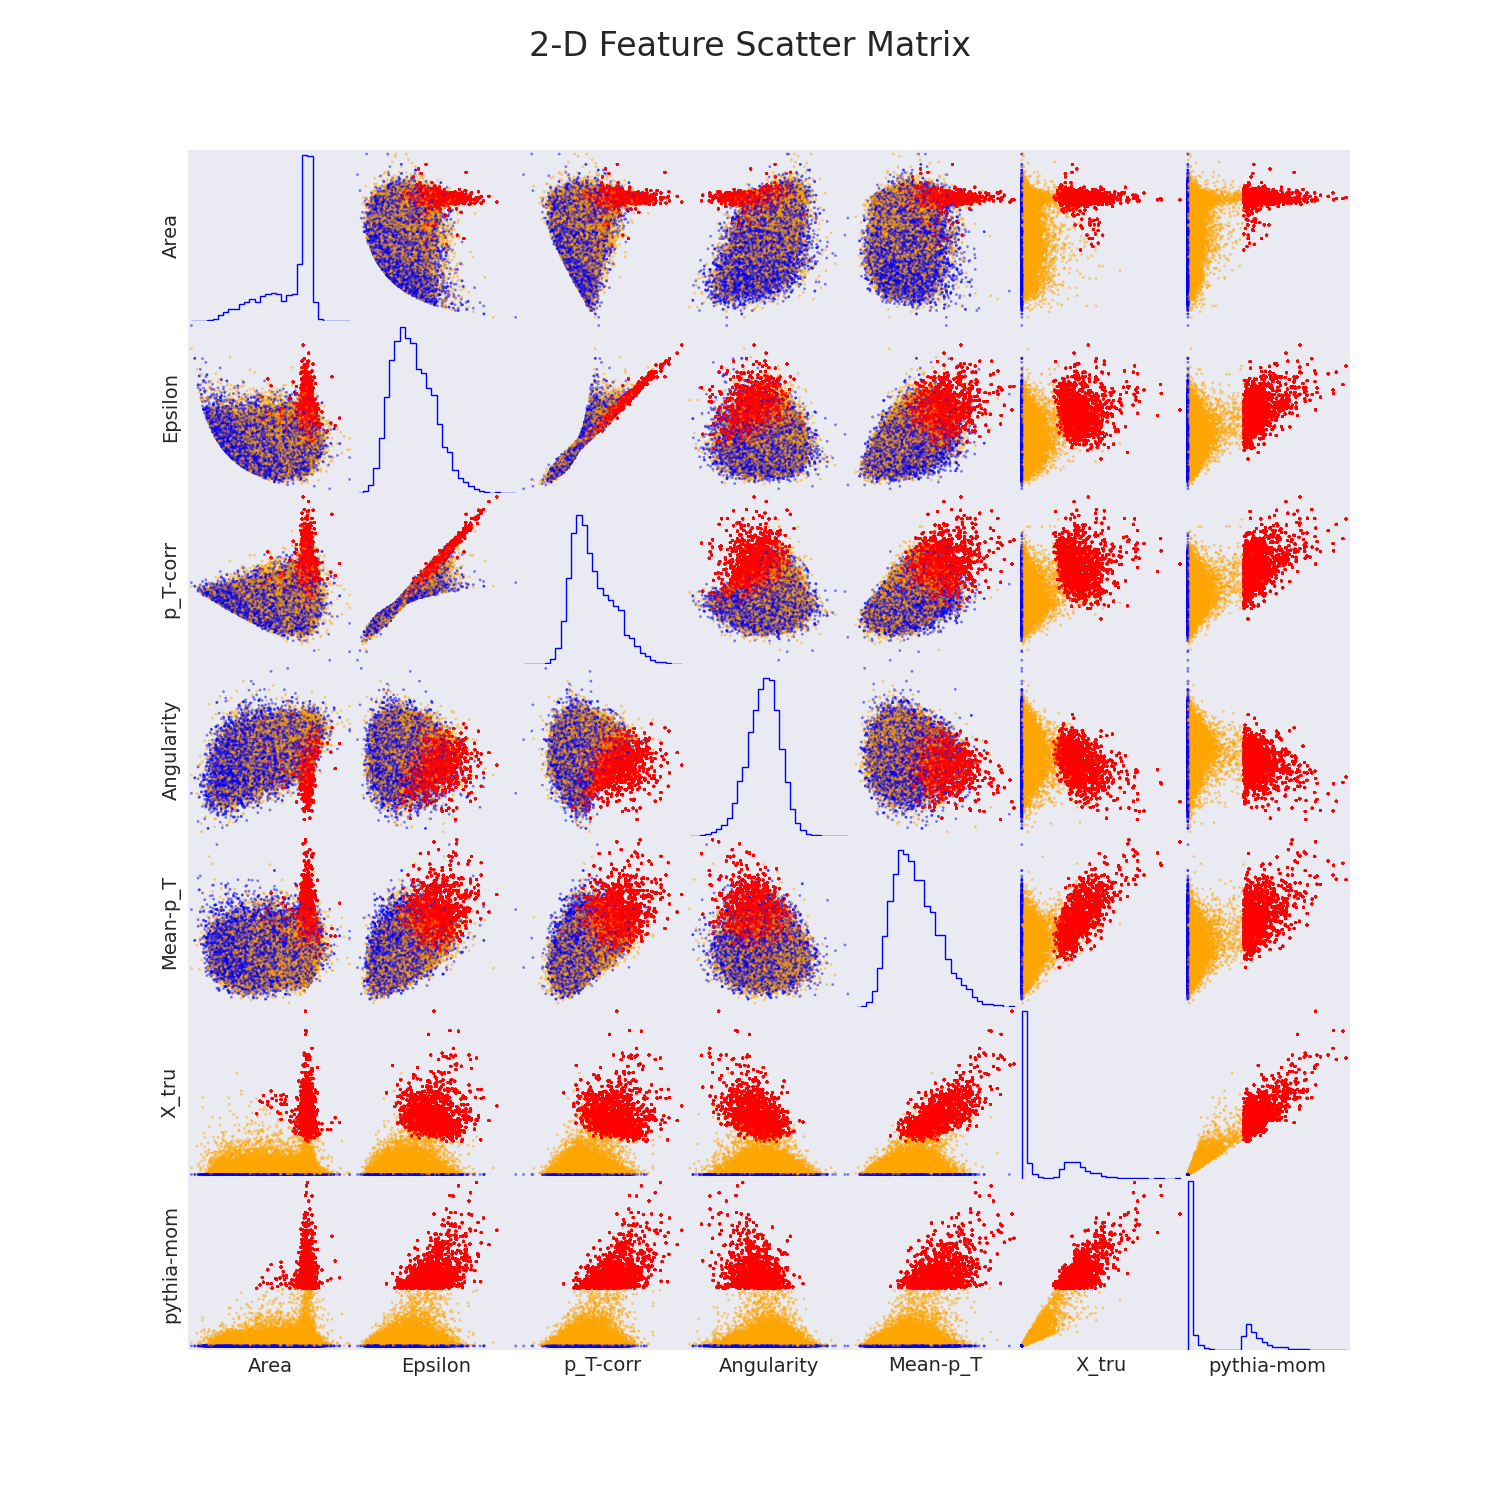 2-D Feature Scatter Matrix
Area
Epsilon
p_T-corr
Angularity
Mean-p_T
X_tru
pythia-mom
Area Epsilon p_T-corr Angularity Mean-p_T X_tru pythia-mom